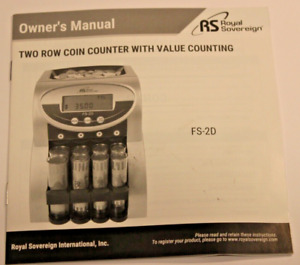 Owner's Manual
RS Royal Sovereign®
TWO ROW COIN COUNTER WITH VALUE COUNTING
FS-2D
Please read and retain these instructions.
Royal Sovereign International, Inc.
To register your product, please go to www.royalsovereign.com